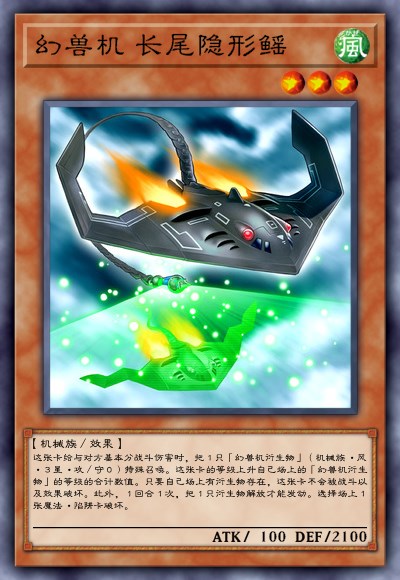 幻兽机 长尾隐形鳐
風
【机械族／效果】
这张卡给与对方基本分战斗伤害时，把1只「幻兽机衍生物」（机械族·风
·3星·攻／守0）特殊召唤。这张卡的等级上升自己场上的「幻兽机衍生
物」的等级的合计数值。只要自己场上有衍生物存在，这张卡不会被战斗以
及效果破坏。此外，1回合1次，把1只衍生物解放才能发动。选择场上1
张魔法·陷阱卡破坏。
ATK/ 100 DEF/2100